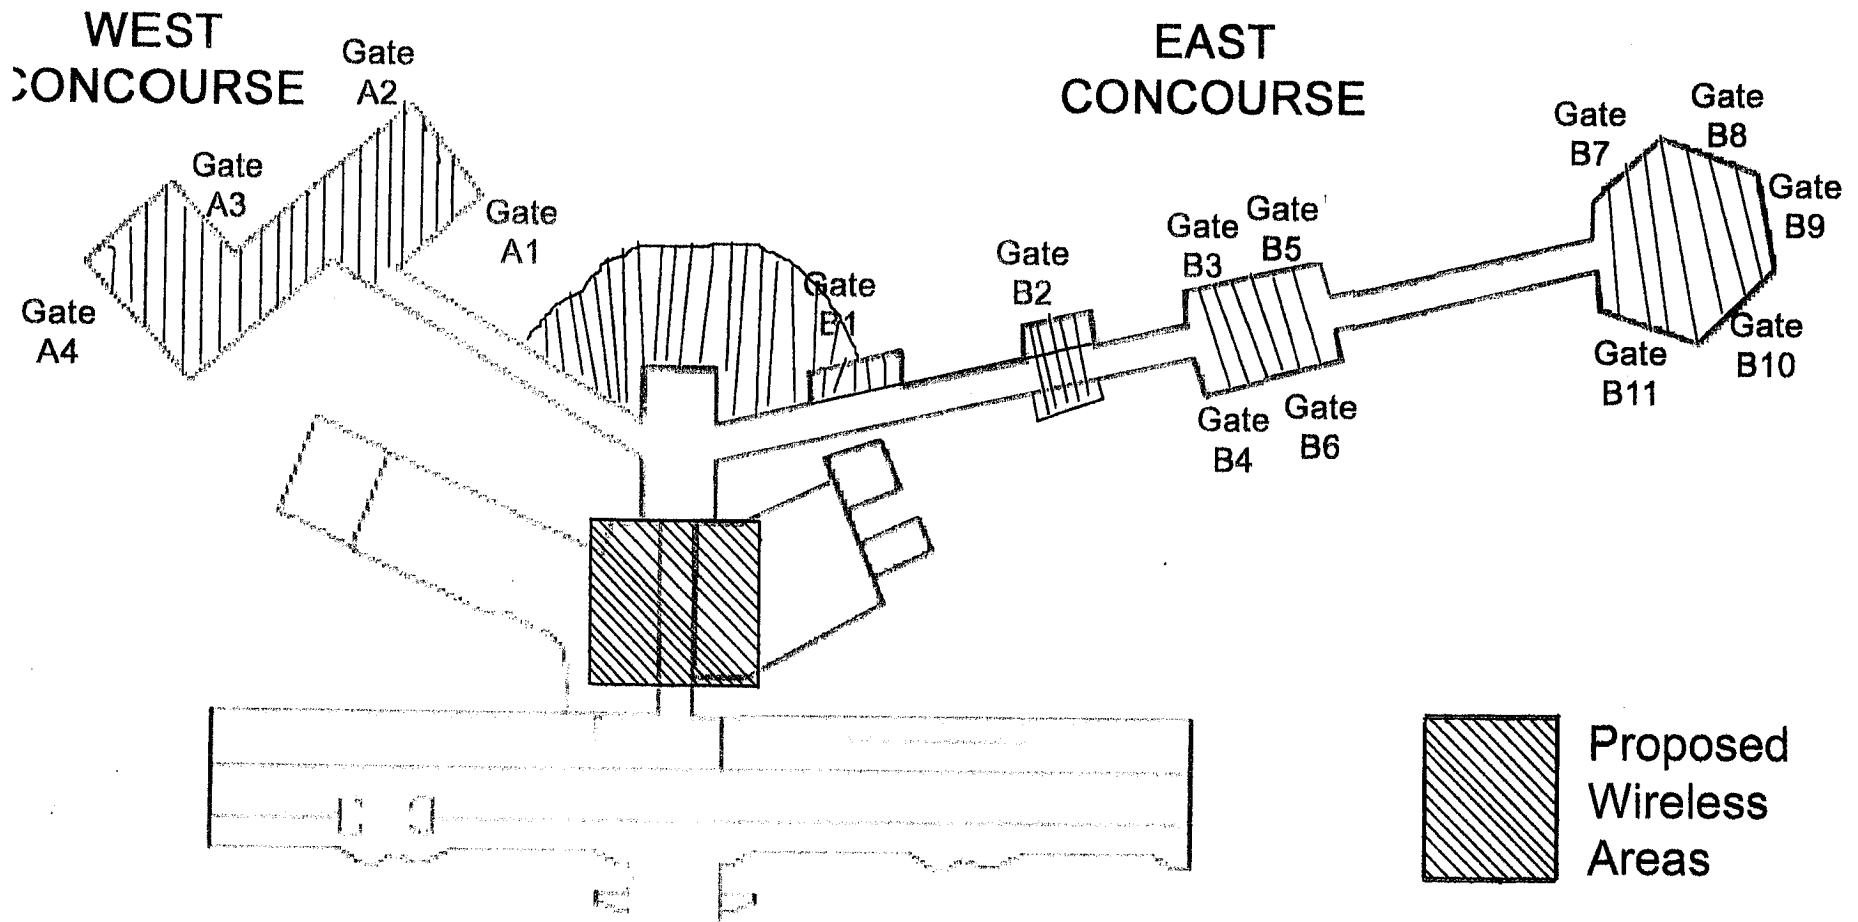 WEST
CONCOURSE
Gate
A2
Gate
A3
Gate
A1
Gate
A4
EAST
CONCOURSE
Gate
B1
Gate
B2
Gate
B3
Gate
B5
Gate
B4
Gate
B6
Gate
B7
Gate
B8
Gate
B9
Gate
B10
Gate
B11
Proposed
Wireless
Areas